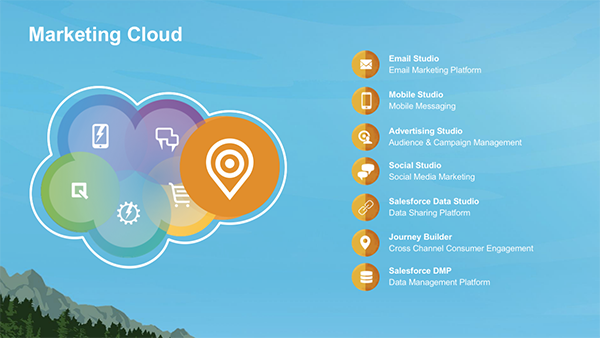 Marketing Cloud
Email Studio
Email Marketing Platform
Mobile Studio
Mobile Messaging
Advertising Studio
Audience & Campaign Management
Social Studio
Social Media Marketing
Salesforce Data Studio
Data Sharing Platform
Journey Builder
Cross Channel Consumer Engagement
Salesforce DMP
Data Management Platform